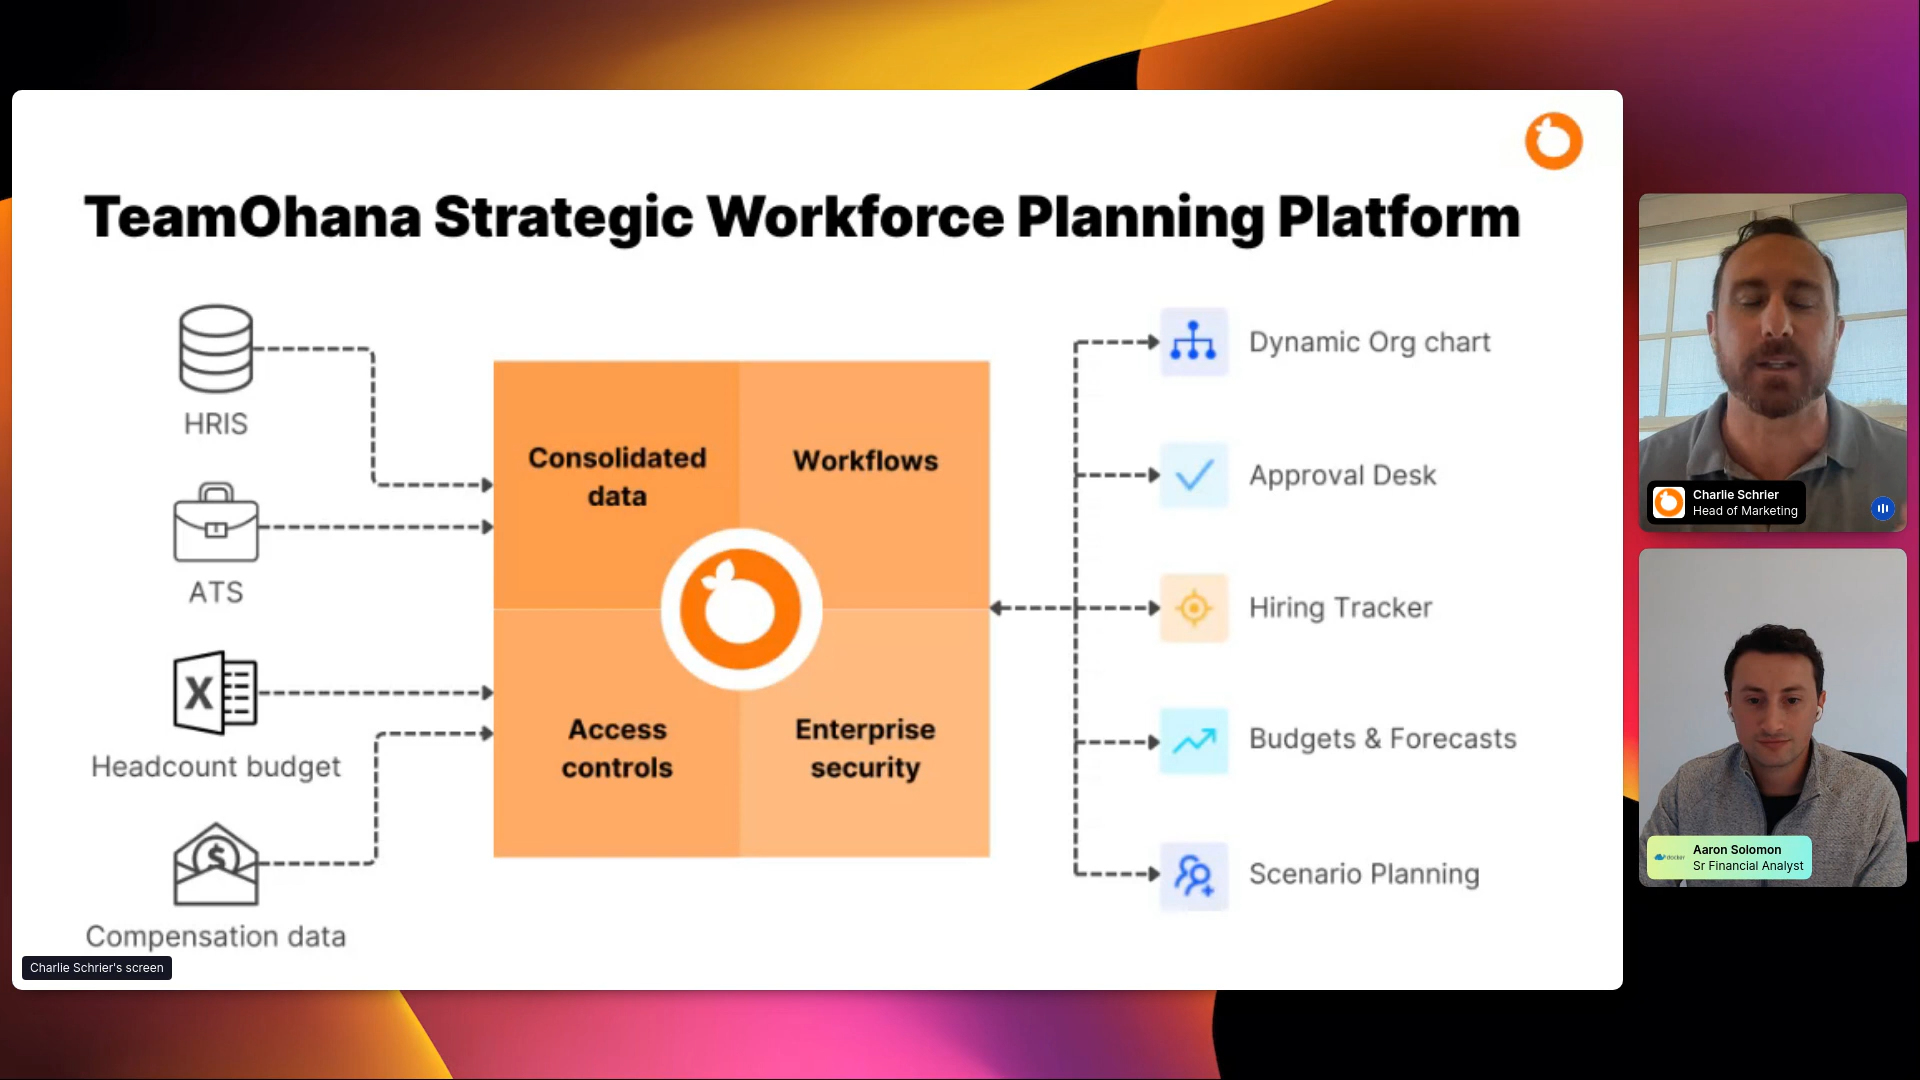 TeamOhana Strategic Workforce Planning Platform
HRIS
ATS
X
Headcount budget
$
Compensation data
Consolidated
data
Workflows
Access
controls
Enterprise
security
Dynamic Org chart
Approval Desk
Hiring Tracker
Budgets & Forecasts
Scenario Planning
Charlie Schrier's screen
Charlie Schrier
Head of Marketing
docker
Aaron Solomon
Sr Financial Analyst